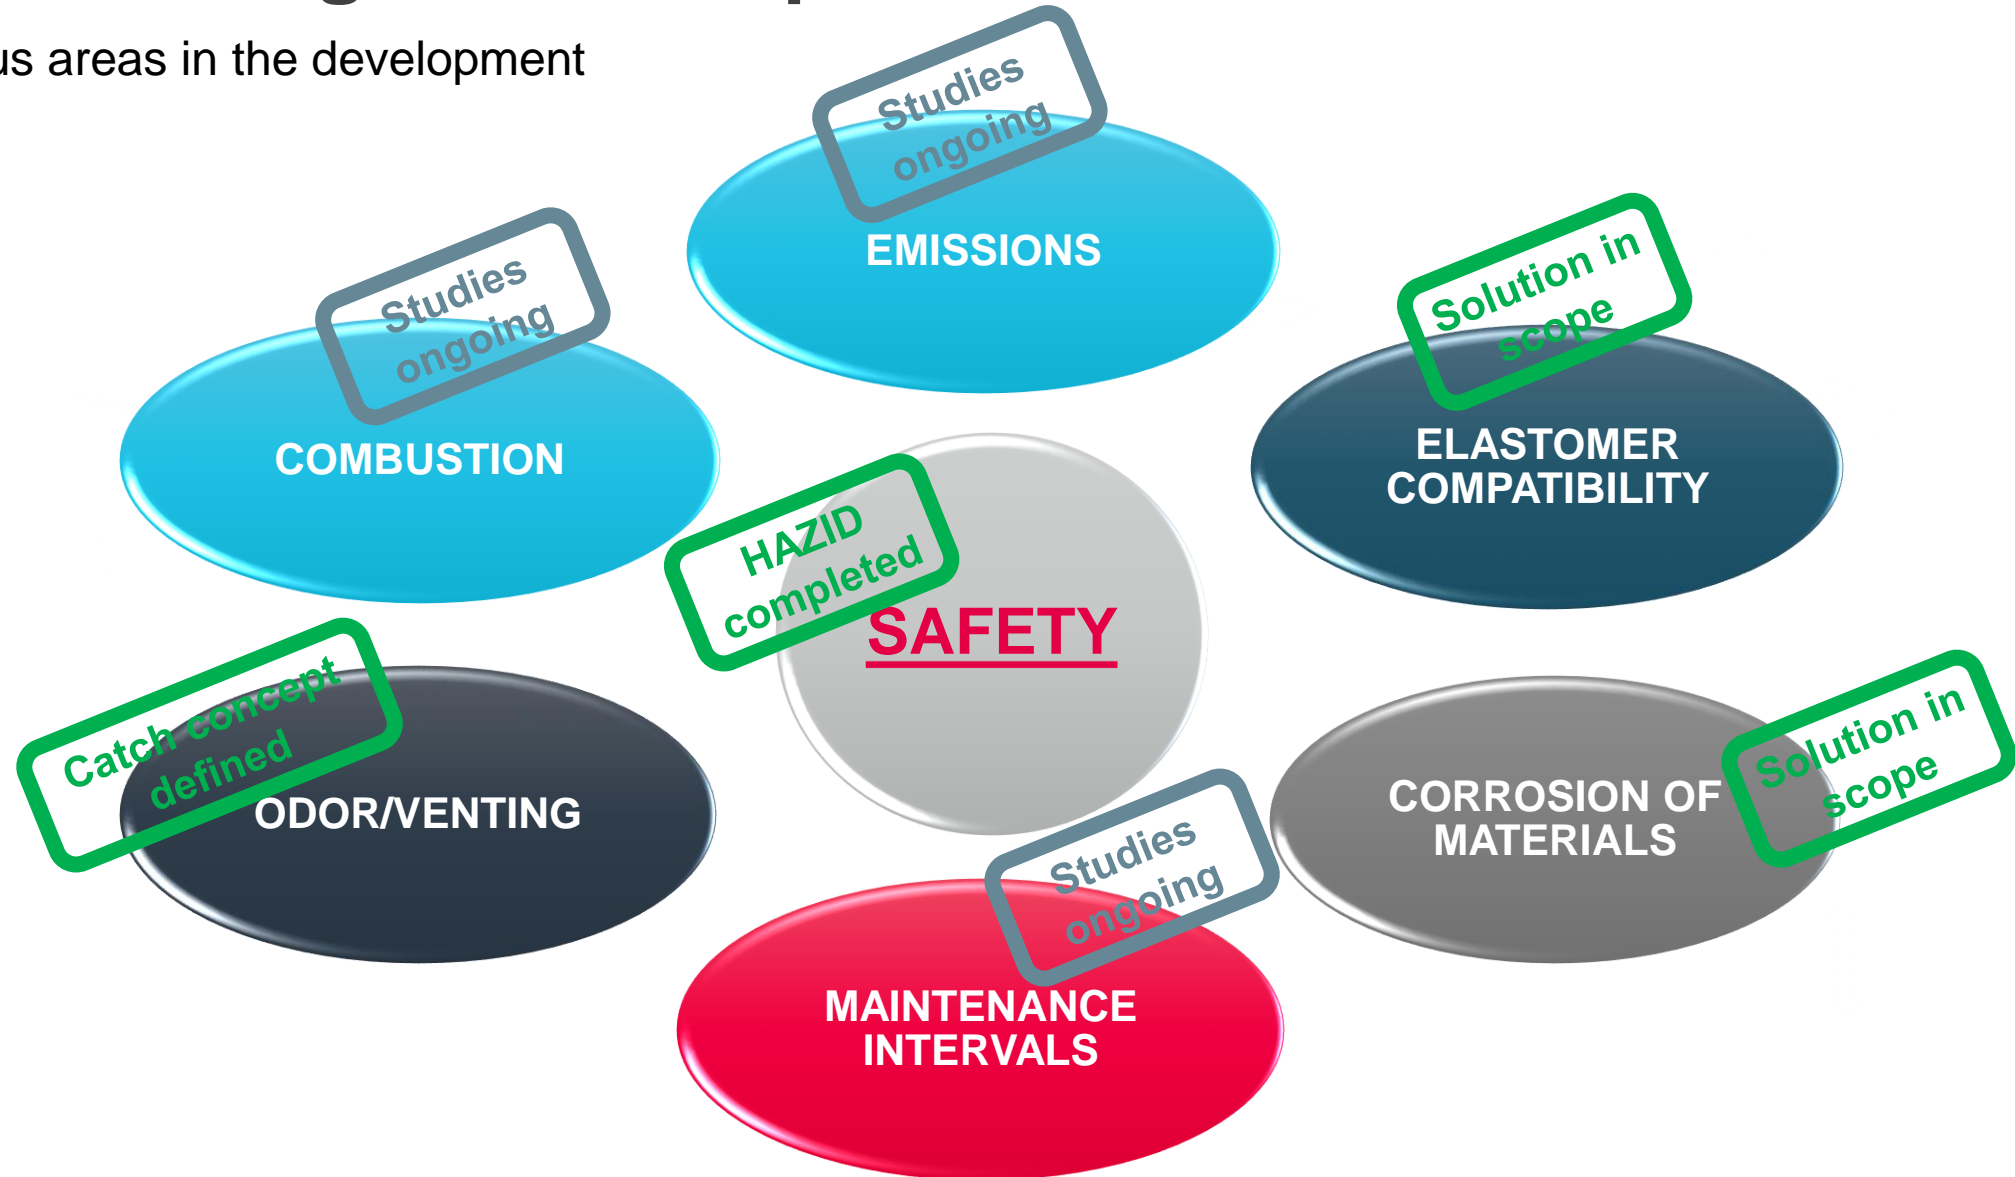 areas in the development
Studies
ongoing
EMISSIONS
Studies
ongoing
COMBUSTION
Solution in
scope
ELASTOMER
COMPATIBILITY
HAZID
completed
SAFETY
Catch concept
defined
ODOR/VENTING
Solution in
scope
CORROSION OF
MATERIALS
Studies
ongoing
MAINTENANCE
INTERVALS